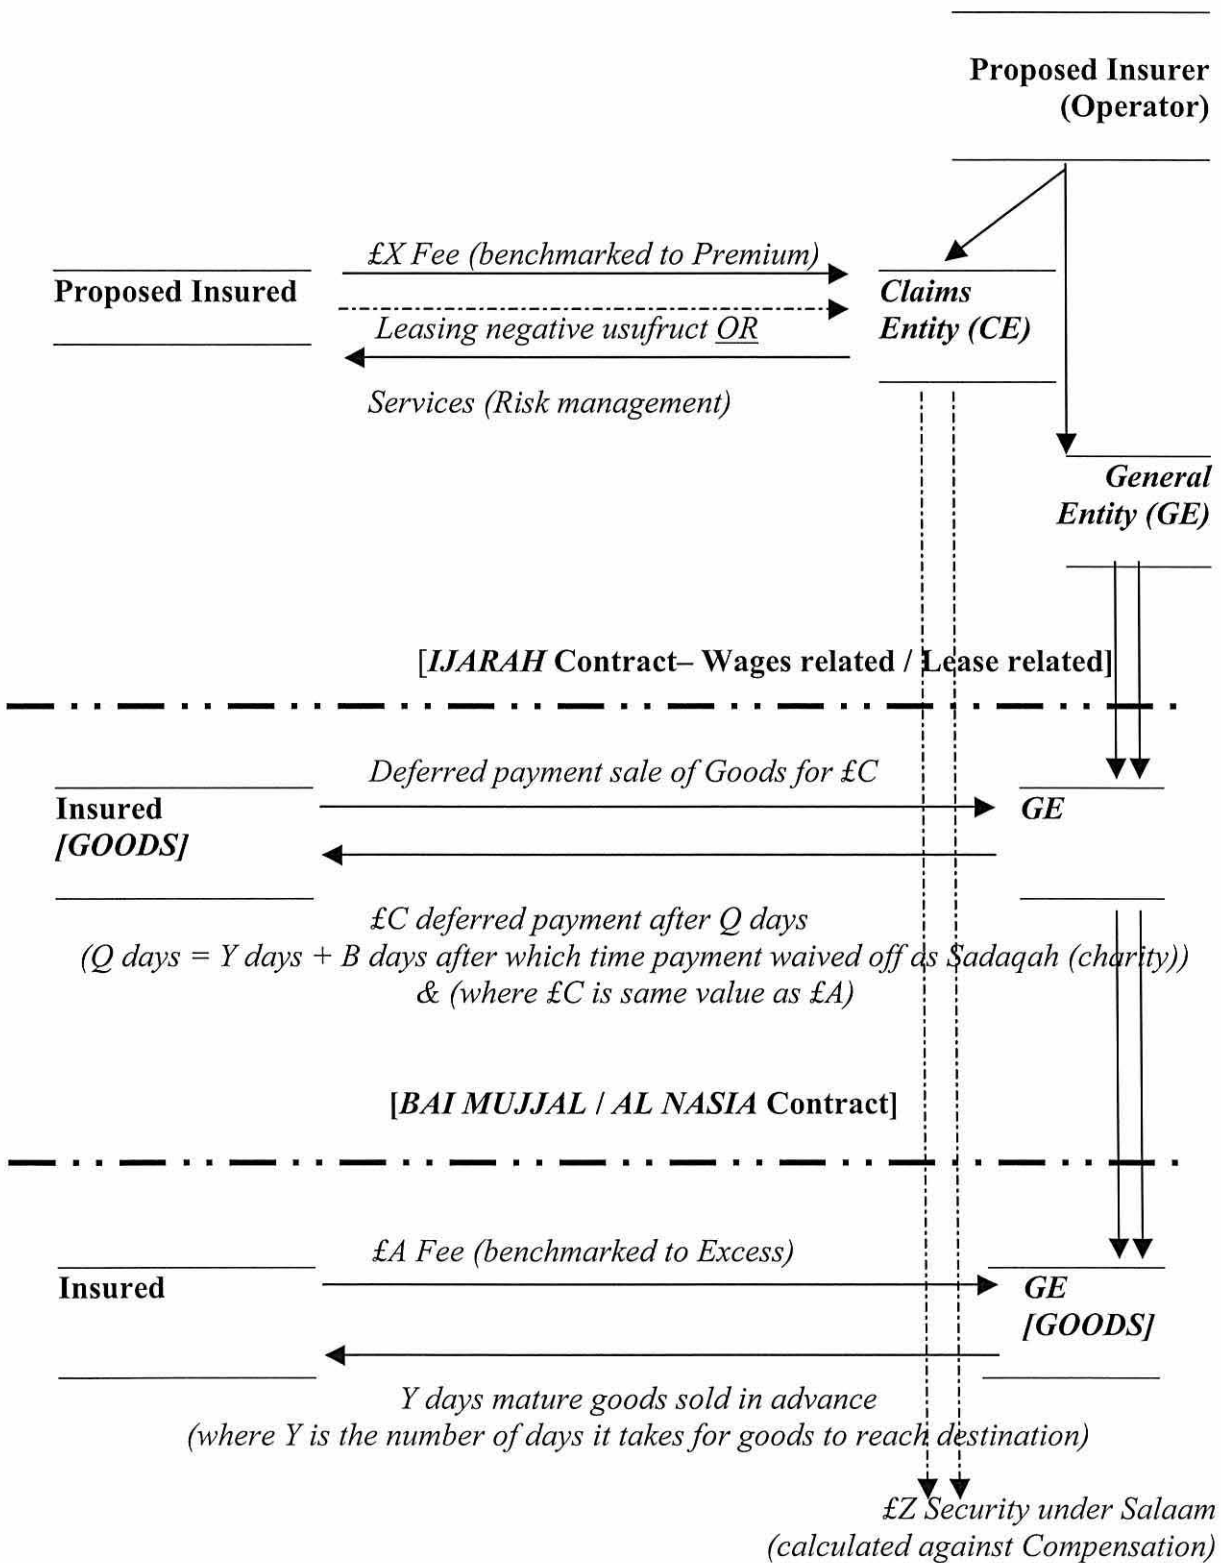 Proposed Insurer
(Operator)
£X Fee (benchmarked to Premium)
Proposed Insured
Claims
Entity (CE)
Leasing negative usufruct OR
Services (Risk management)
General
Entity (GE)
[IJARAH Contract– Wages related / Lease related]
Deferred payment sale of Goods for £C
Insured
[GOODS]
GE
£C deferred payment after Q days
(Q days = Y days + B days after which time payment waived off as Sadaqah (charity))
& (where £C is same value as £A)
[BAI MUJJAL / AL NASIA Contract]
£A Fee (benchmarked to Excess)
Insured
GE
[GOODS]
Y days mature goods sold in advance
(where Y is the number of days it takes for goods to reach destination)
£Z Security under Salaam
(calculated against Compensation)